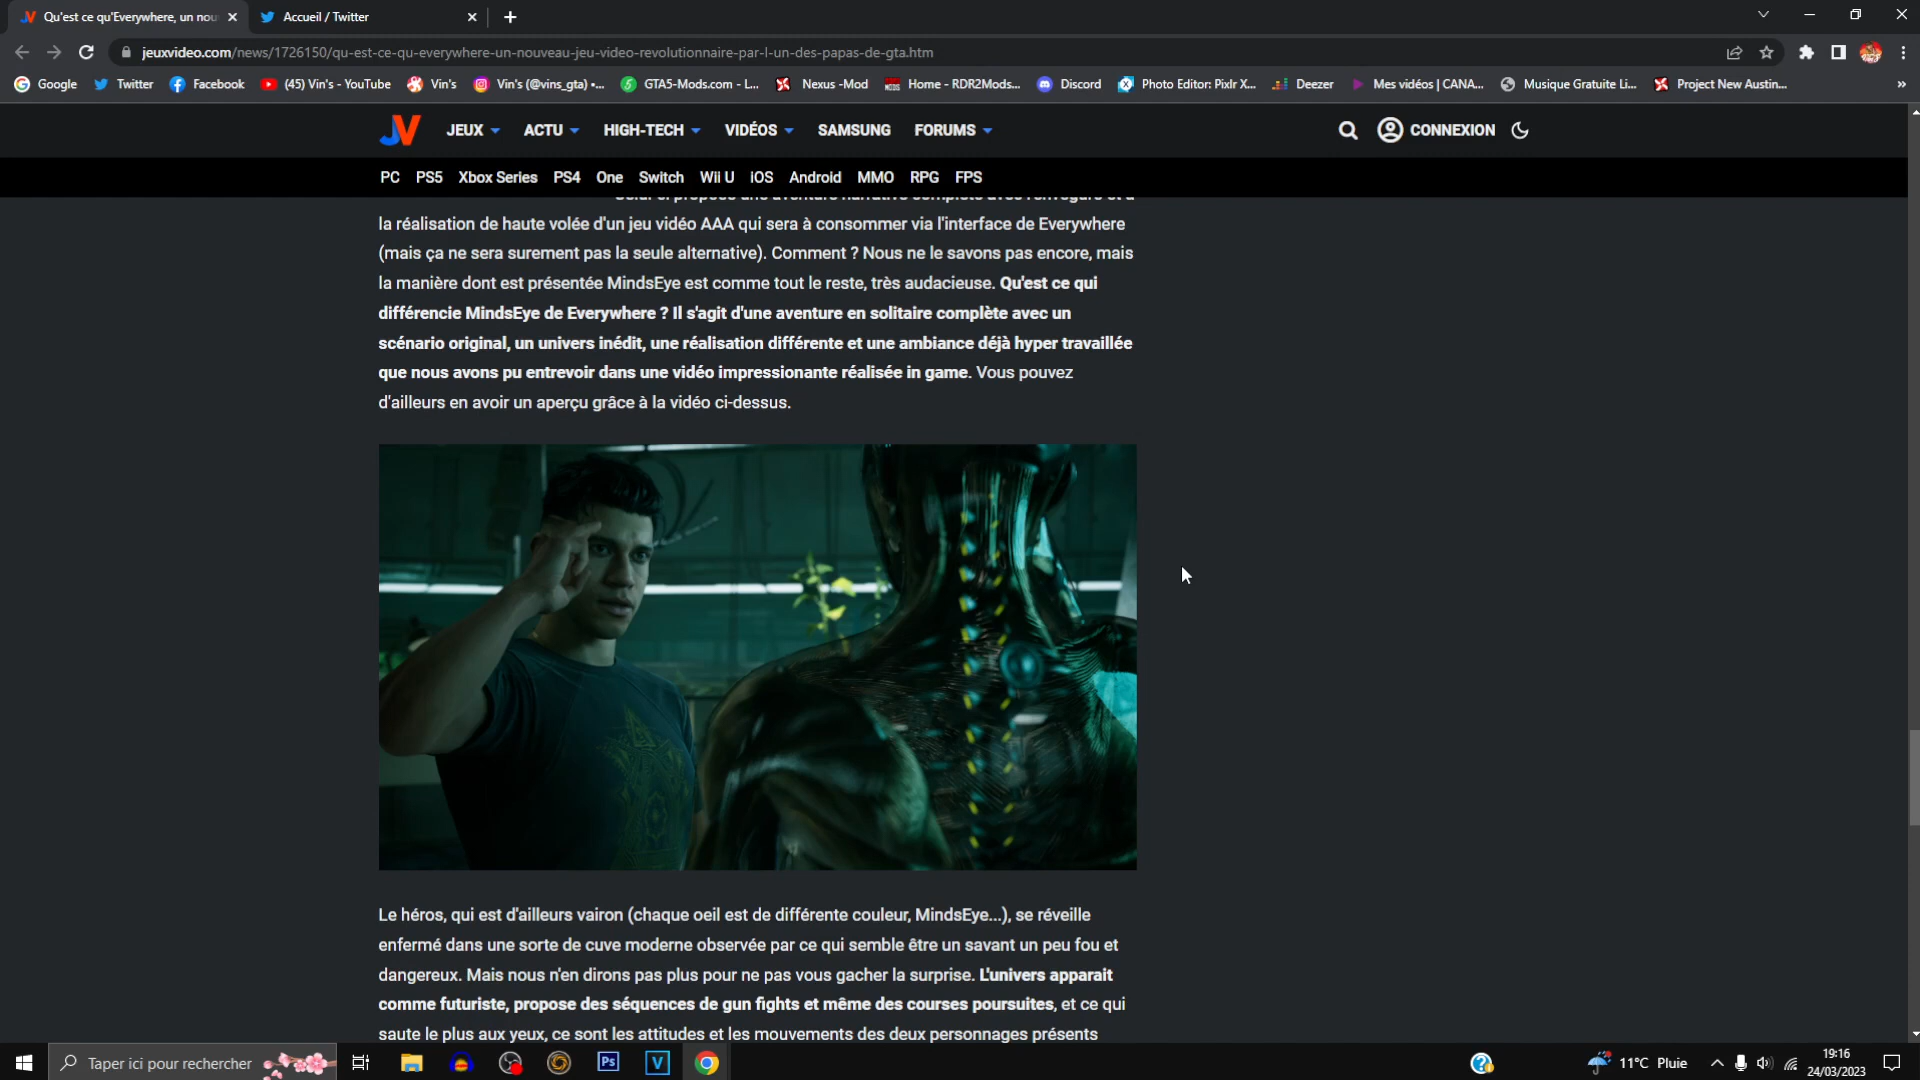 Qu'est ce qu'Everywhere, un nou
Accueil / Twitter
jeuxvideo.com/news/1726150/qu-est-ce-qu-everywhere-un-nouveau-jeu-video-revolutionnaire-par-l-un-des-papas-de-gta.htm
Google Twitter Facebook (45) Vin's - YouTube Vin's Vin's (@vins_gta) •... GTA5-Mods.com - L... Nexus -Mod Home - RDR2Mods... Discord Photo Editor: Pixlr X... Deezer Mes vidéos | CANA... Musique Gratuite Li... Project New Austin... »
JV JEUX ACTU HIGH-TECH VIDÉOS SAMSUNG FORUMS CONNEXION
PC PS5 Xbox Series PS4 One Switch Wii U iOS Android MMO RPG FPS
la réalisation de haute volée d'un jeu vidéo AAA qui sera à consommer via l'interface de Everywhere
(mais ça ne sera surement pas la seule alternative). Comment ? Nous ne le savons pas encore, mais
la manière dont est présentée MindsEye est comme tout le reste, très audacieuse. Qu'est ce qui
différencie MindsEye de Everywhere ? Il s'agit d'une aventure en solitaire complète avec un
scénario original, un univers inédit, une réalisation différente et une ambiance déjà hyper travaillée
que nous avons pu entrevoir dans une vidéo impressionante réalisée in game. Vous pouvez
d'ailleurs en avoir un aperçu grâce à la vidéo ci-dessus.
Le héros, qui est d'ailleurs vairon (chaque oeil est de différente couleur, MindsEye...), se réveille
enfermé dans une sorte de cuve moderne observée par ce qui semble être un savant un peu fou et
dangereux. Mais nous n'en dirons pas plus pour ne pas vous gacher la surprise. L'univers apparait
comme futuriste, propose des séquences de gun fights et même des courses poursuites, et ce qui
saute le plus aux yeux, ce sont les attitudes et les mouvements des deux personnages présents
Taper ici pour rechercher
Ps
V
11°C Pluie
19:16
24/03/2023